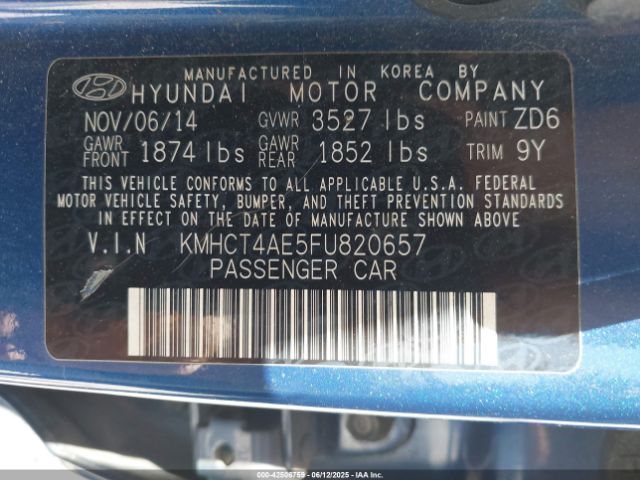 MANUFACTURED IN KOREA BY
HYUNDAI MOTOR COMPANY
NOV/06/14 GVWR 3527 lbs PAINT ZD6
GAWR FRONT 1874 lbs GAWR REAR 1852 lbs TRIM 9Y
THIS VEHICLE CONFORMS TO ALL APPLICABLE U.S.A. FEDERAL
MOTOR VEHICLE SAFETY, BUMPER, AND THEFT PREVENTION STANDARDS
IN EFFECT ON THE DATE OF MANUFACTURE SHOWN ABOVE
V.I.N KMHCT4AE5FU820657
PASSENGER CAR
000-42506759 - 06/12/2025 - IAAI.COM